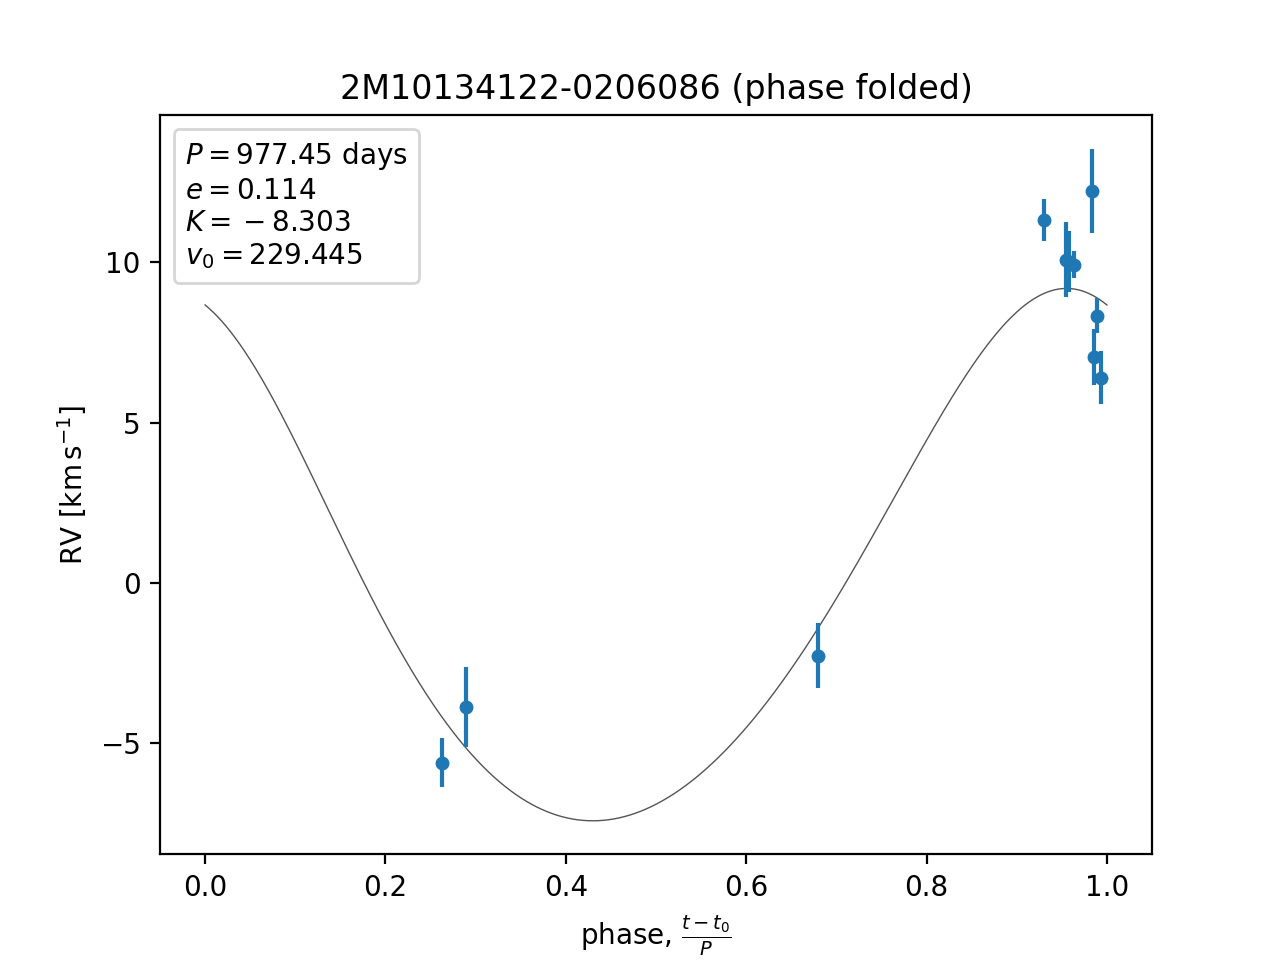 2M10134122-0206086 (phase folded)
P = 977.45 days
e = 0.114
K = −8.303
v₀ = 229.445
RV [km s⁻¹]
10
5
0
−5
0.0 0.2 0.4 0.6 0.8 1.0
phase, (t − t₀)/P